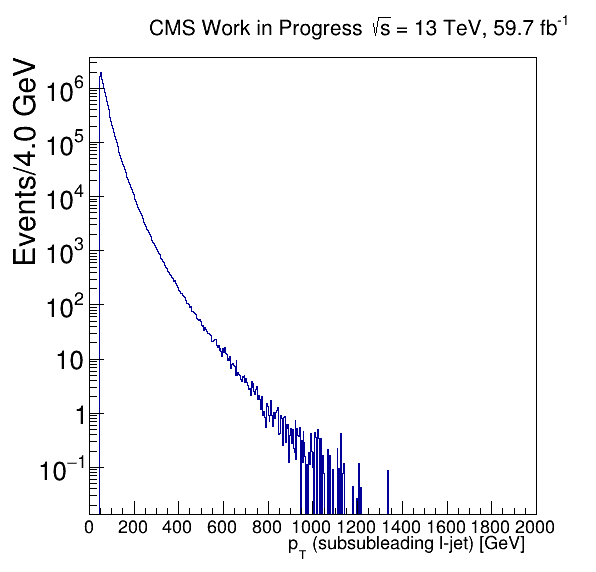 CMS Work in Progress √s = 13 TeV, 59.7 fb⁻¹
Events/4.0 GeV
10⁶
10⁵
10⁴
10³
10²
10
1
10⁻¹
0 200 400 600 800 1000 1200 1400 1600 1800 2000
p_T (subsubleading l-jet) [GeV]